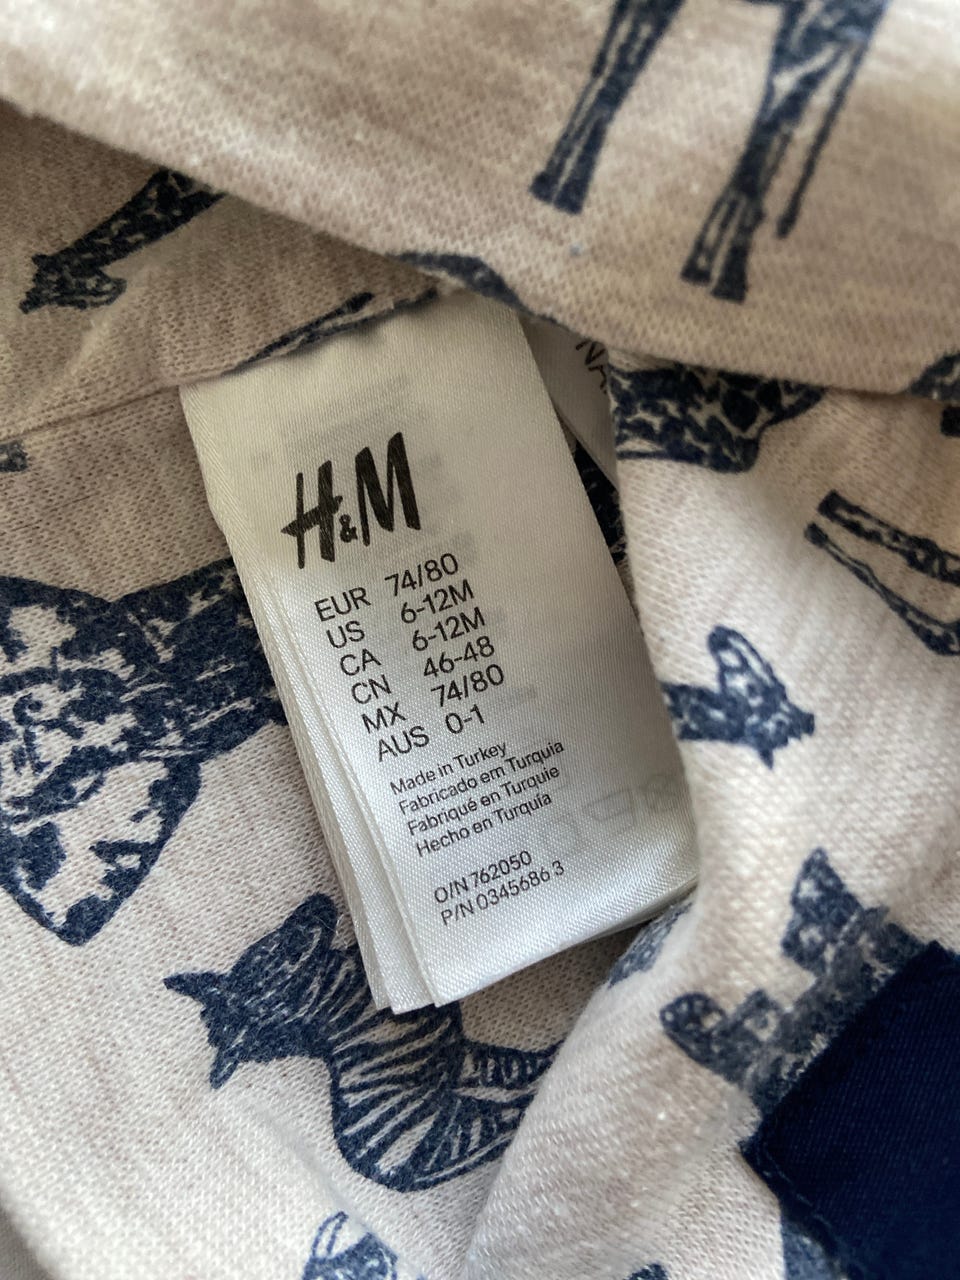 H&M
EUR 74/80
US 6-12M
CA 6-12M
CN 46-48
MX 74/80
AUS 0-1
Made in Turkey
Fabricado em Turquia
Fabriqué en Turquie
Hecho en Turquía
O/N 762050
P/N 0345686 3